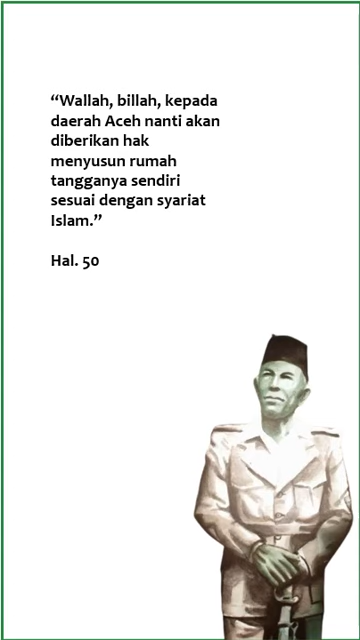 “Wallah, billah, kepada
daerah Aceh nanti akan
diberikan hak
menyusun rumah
tangganya sendiri
sesuai dengan syariat
Islam.”
Hal. 50